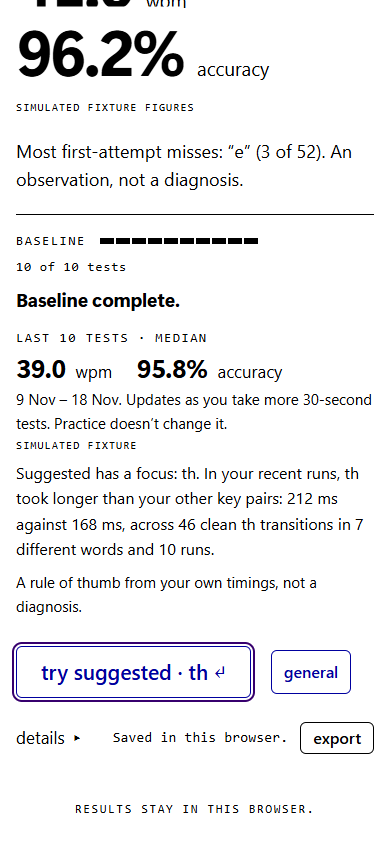 wpm
96.2% accuracy
SIMULATED FIXTURE FIGURES
Most first-attempt misses: “e” (3 of 52). An
observation, not a diagnosis.
BASELINE
10 of 10 tests
Baseline complete.
LAST 10 TESTS · MEDIAN
39.0 wpm 95.8% accuracy
9 Nov – 18 Nov. Updates as you take more 30-second
tests. Practice doesn’t change it.
SIMULATED FIXTURE
Suggested has a focus: th. In your recent runs, th
took longer than your other key pairs: 212 ms
against 168 ms, across 46 clean th transitions in 7
different words and 10 runs.
A rule of thumb from your own timings, not a
diagnosis.
try suggested · th ↵ general
details ▸ Saved in this browser. export
RESULTS STAY IN THIS BROWSER.